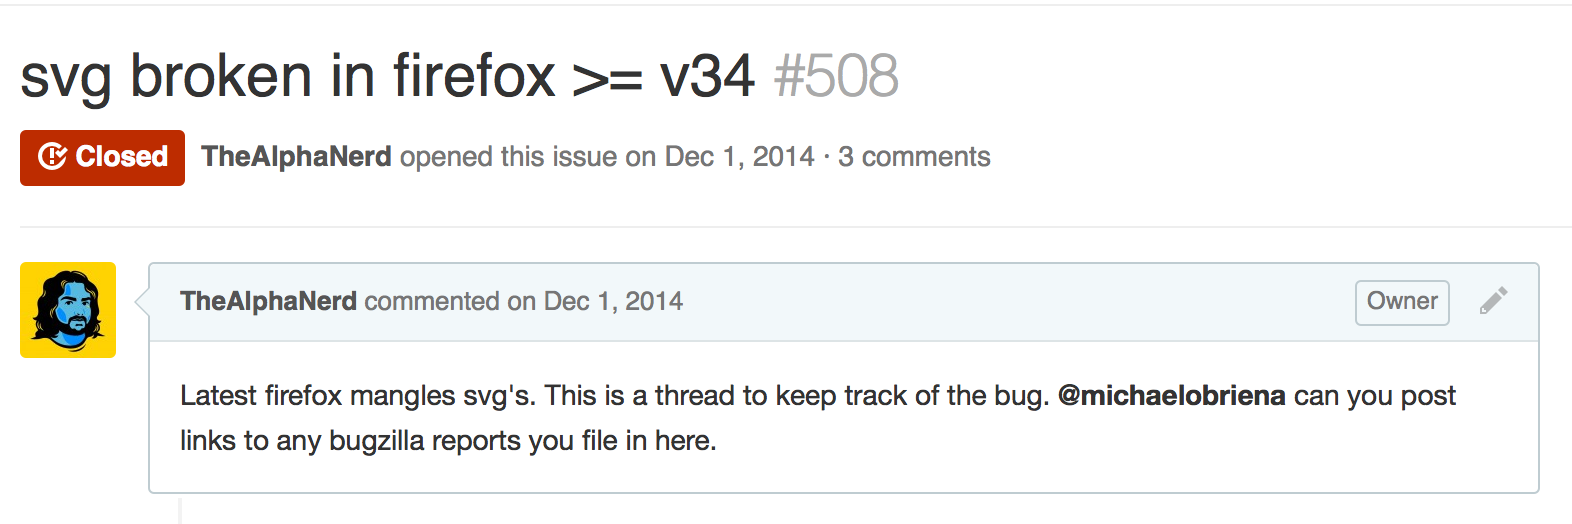 svg broken in firefox >= v34 #508
Closed TheAlphaNerd opened this issue on Dec 1, 2014 · 3 comments
TheAlphaNerd commented on Dec 1, 2014 Owner
Latest firefox mangles svg's. This is a thread to keep track of the bug. @michaelobriena can you post
links to any bugzilla reports you file in here.